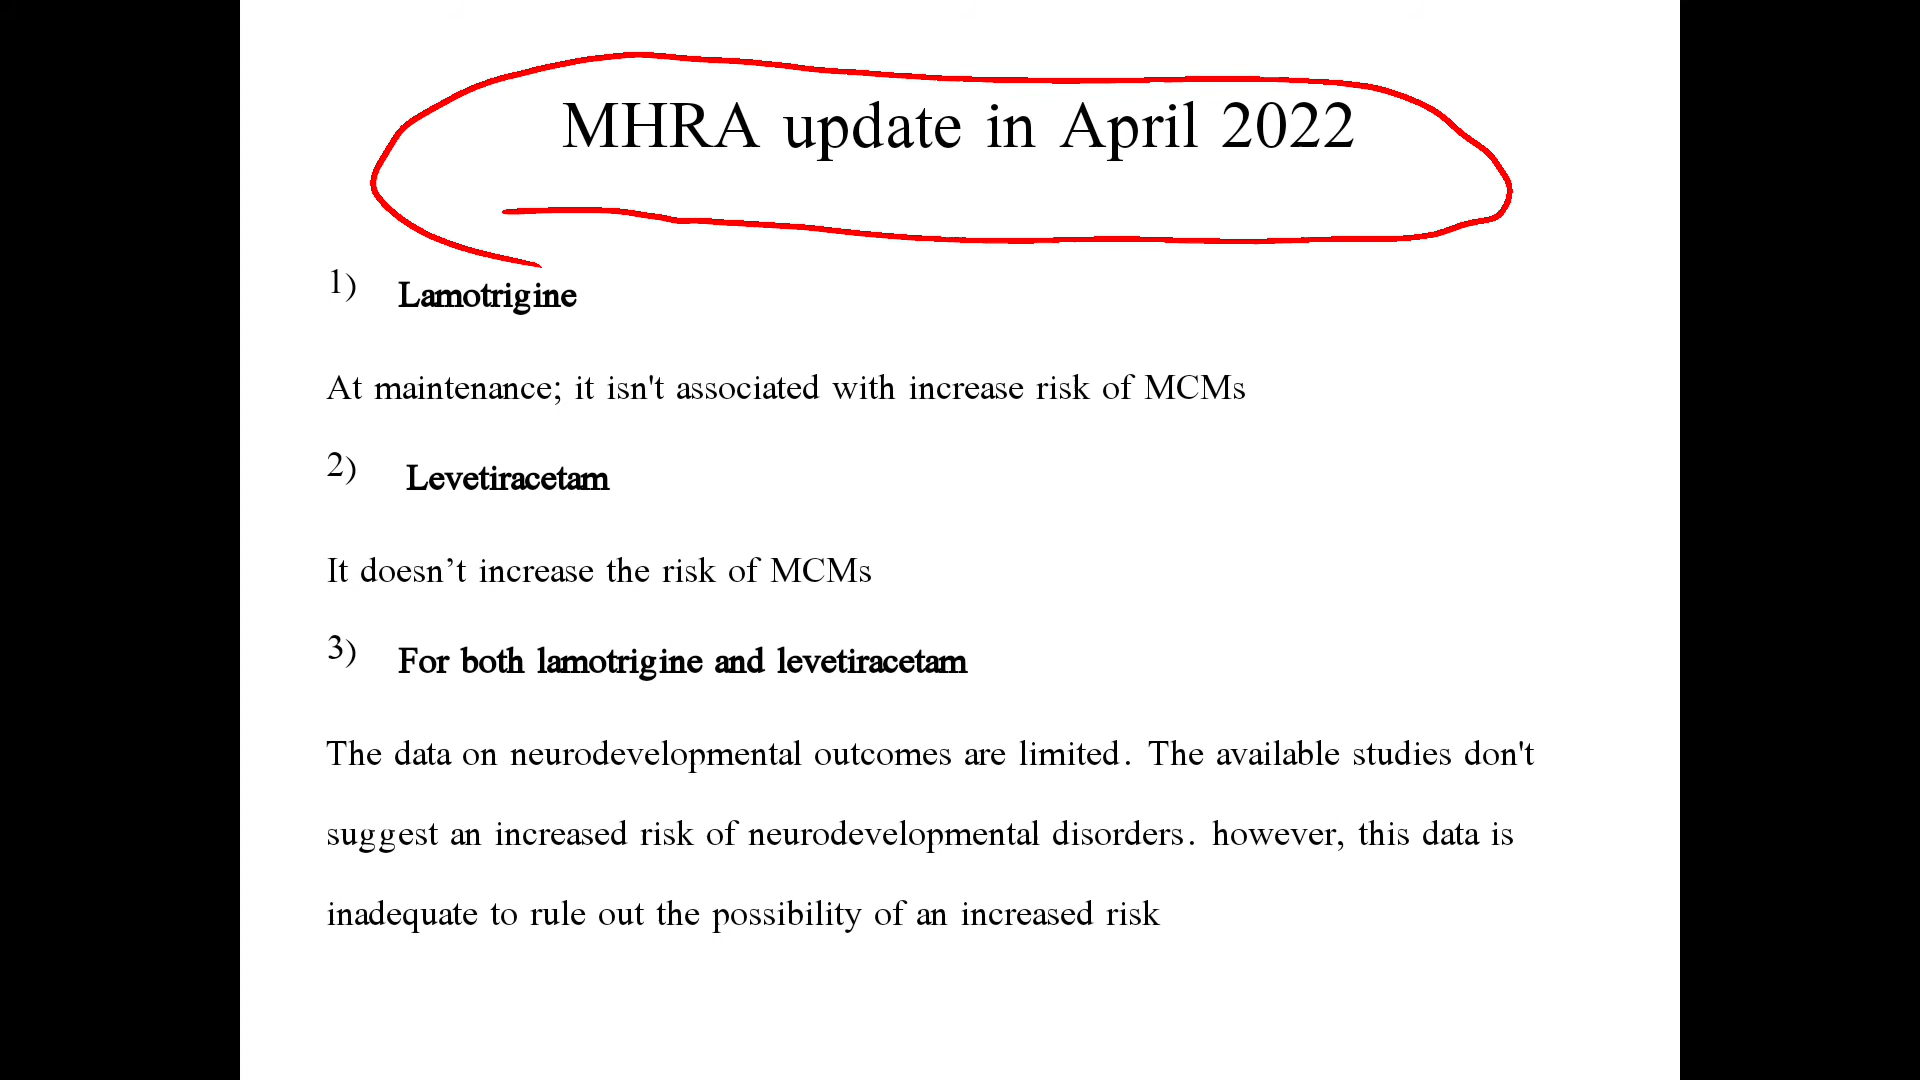 MHRA update in April 2022
1) Lamotrigine
At maintenance; it isn't associated with increase risk of MCMs
2) Levetiracetam
It doesn’t increase the risk of MCMs
3) For both lamotrigine and levetiracetam
The data on neurodevelopmental outcomes are limited. The available studies don't
suggest an increased risk of neurodevelopmental disorders. however, this data is
inadequate to rule out the possibility of an increased risk